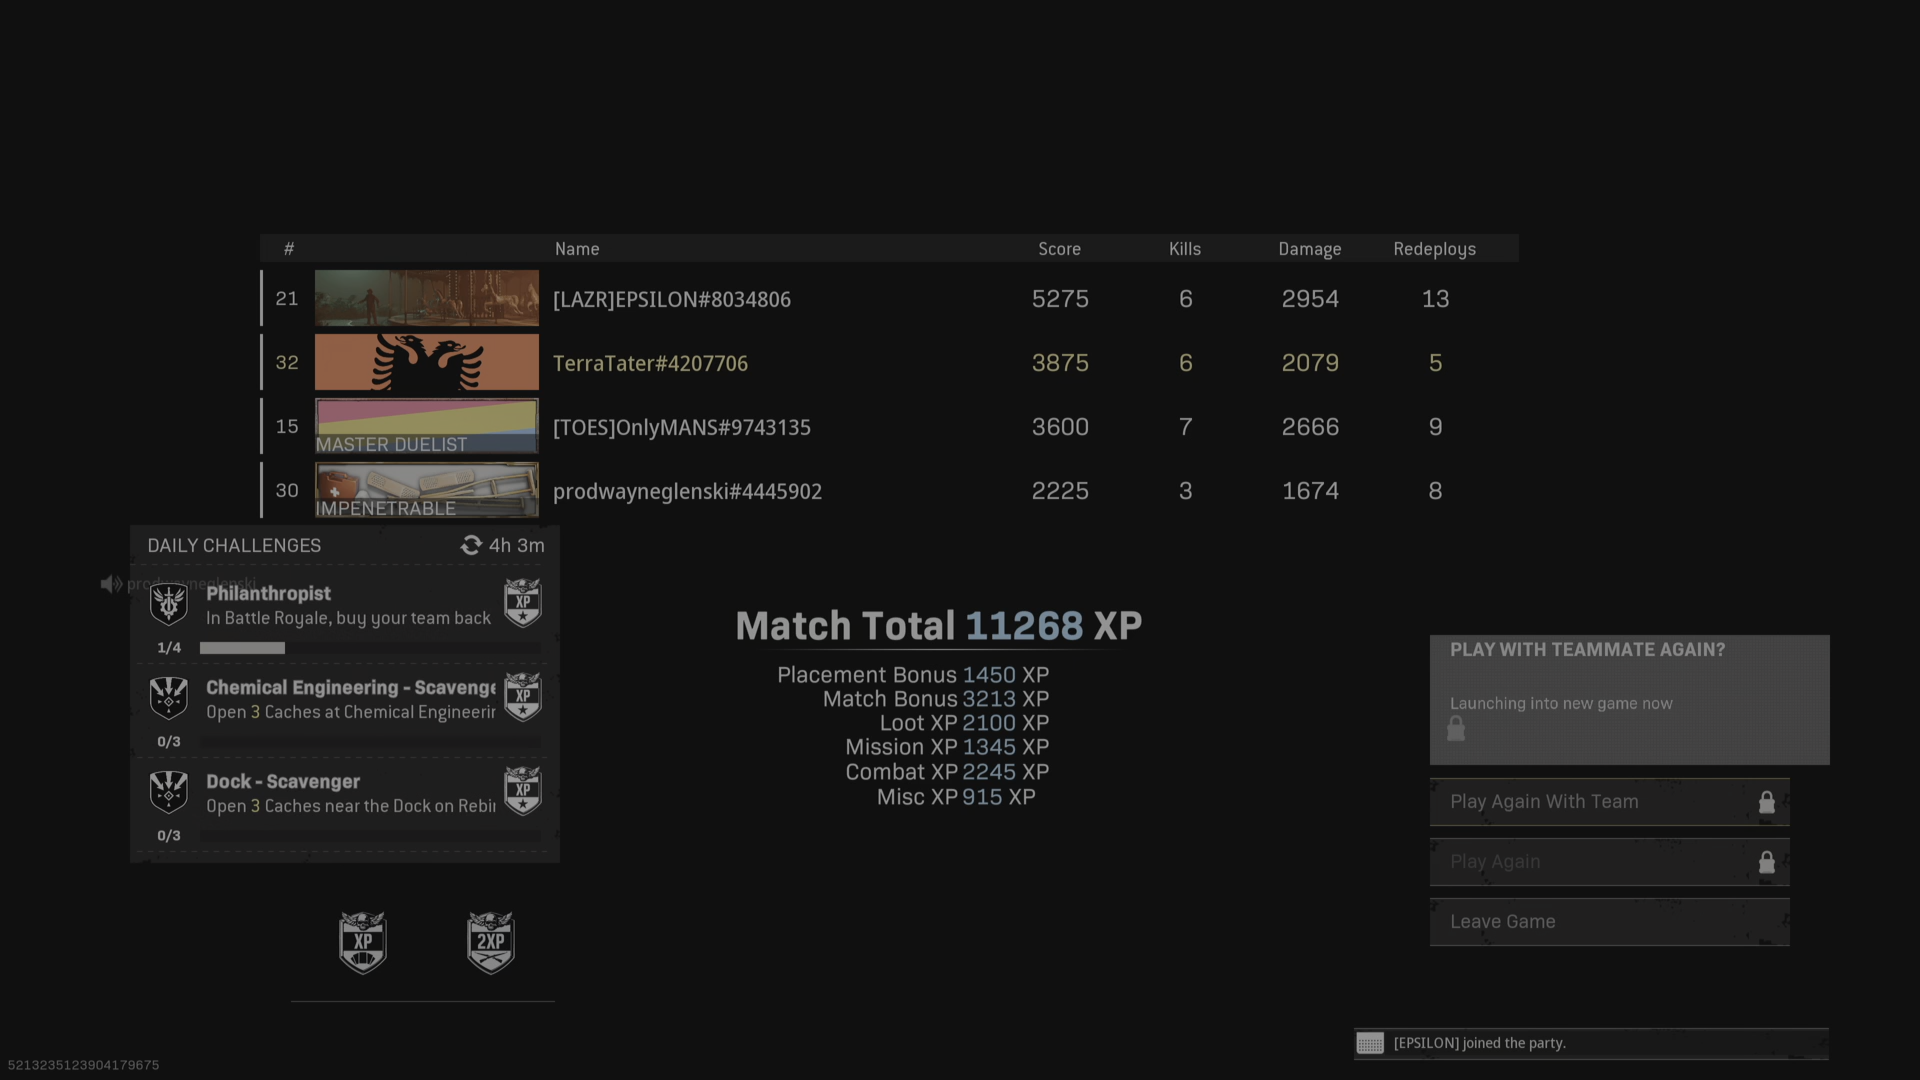 # Name Score Kills Damage Redeploys
21 [LAZR]EPSILON#8034806 5275 6 2954 13
32 TerraTater#4207706 3875 6 2079 5
15 MASTER DUELIST [TOES]OnlyMANS#9743135 3600 7 2666 9
30 IMPENETRABLE prodwayneglenski#4445902 2225 3 1674 8
DAILY CHALLENGES 4h 3m
prodwayneglenski
Philanthropist XP
In Battle Royale, buy your team back
1/4
Chemical Engineering - Scavenge XP
Open 3 Caches at Chemical Engineerin
0/3
Dock - Scavenger XP
Open 3 Caches near the Dock on Rebi
0/3
XP 2XP
Match Total 11268 XP
Placement Bonus 1450 XP
Match Bonus 3213 XP
Loot XP 2100 XP
Mission XP 1345 XP
Combat XP 2245 XP
Misc XP 915 XP
PLAY WITH TEAMMATE AGAIN?
Launching into new game now
Play Again With Team
Play Again
Leave Game
[EPSILON] joined the party.
5213235123904179675